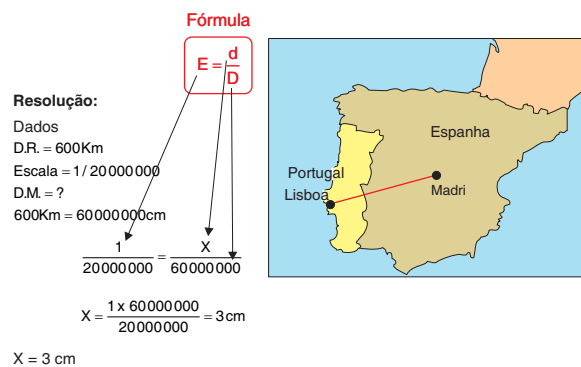 Fórmula
E = d/D
Resolução:
Dados
D.R. = 600Km
Escala = 1/20000000
D.M. = ?
600Km = 60000000cm
1/20000000 = X/60000000
X = 1 x 60000000/20000000 = 3cm
X = 3 cm
Espanha
Portugal
Lisboa
Madri